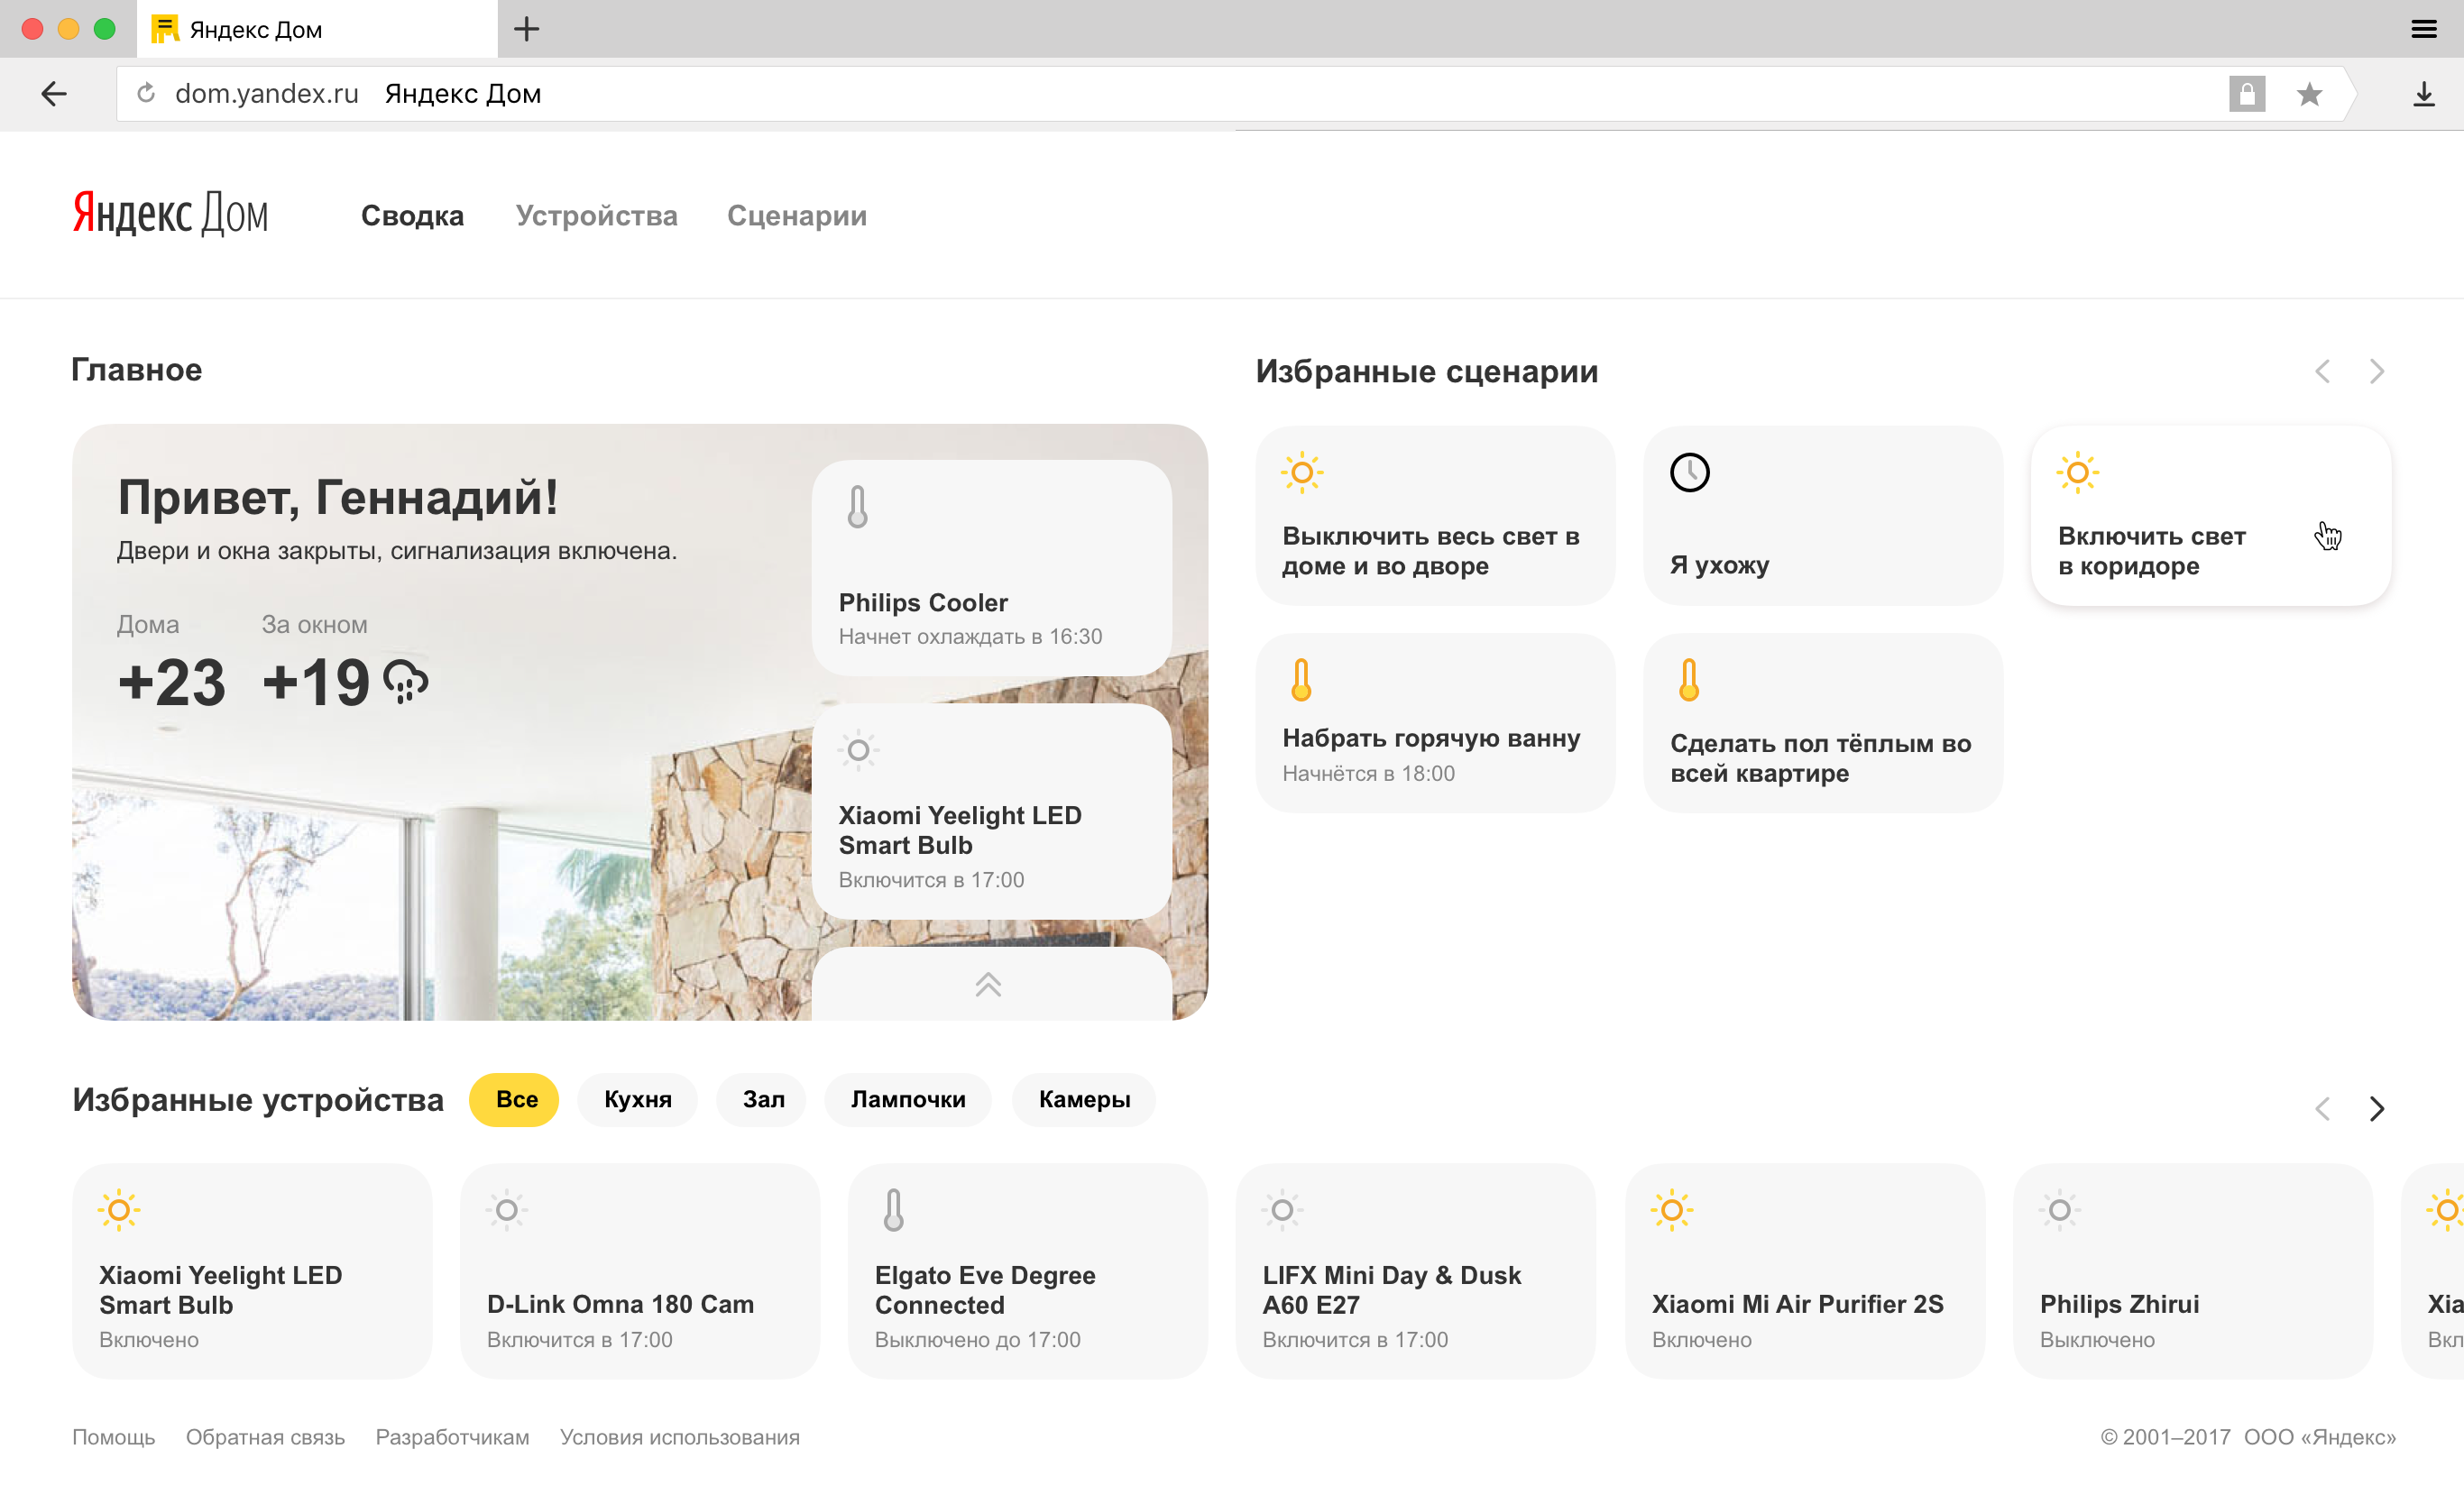 Яндекс Дом
dom.yandex.ru Яндекс Дом
Яндекс Дом
Сводка Устройства Сценарии
Главное
Привет, Геннадий!
Двери и окна закрыты, сигнализация включена.
Дома За окном
+23 +19
Philips Cooler
Начнет охлаждать в 16:30
Xiaomi Yeelight LED
Smart Bulb
Включится в 17:00
Избранные сценарии
Выключить весь свет в
доме и во дворе
Я ухожу
Включить свет
в коридоре
Набрать горячую ванну
Начнётся в 18:00
Сделать пол тёплым во
всей квартире
Избранные устройства Все Кухня Зал Лампочки Камеры
Xiaomi Yeelight LED
Smart Bulb
Включено
D-Link Omna 180 Cam
Включится в 17:00
Elgato Eve Degree
Connected
Выключено до 17:00
LIFX Mini Day & Dusk
A60 E27
Включится в 17:00
Xiaomi Mi Air Purifier 2S
Включено
Philips Zhirui
Выключено
Xia
Вкл
Помощь Обратная связь Разработчикам Условия использования
© 2001–2017 ООО «Яндекс»